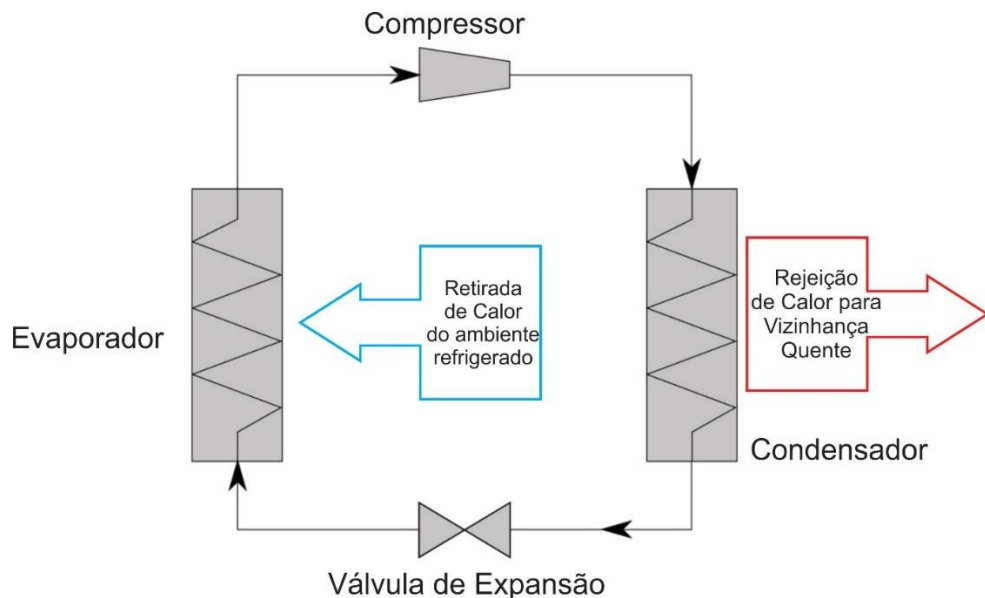 Compressor
Retirada
de Calor
do ambiente
refrigerado
Rejeição
de Calor para
Vizinhança
Quente
Evaporador
Condensador
Válvula de Expansão